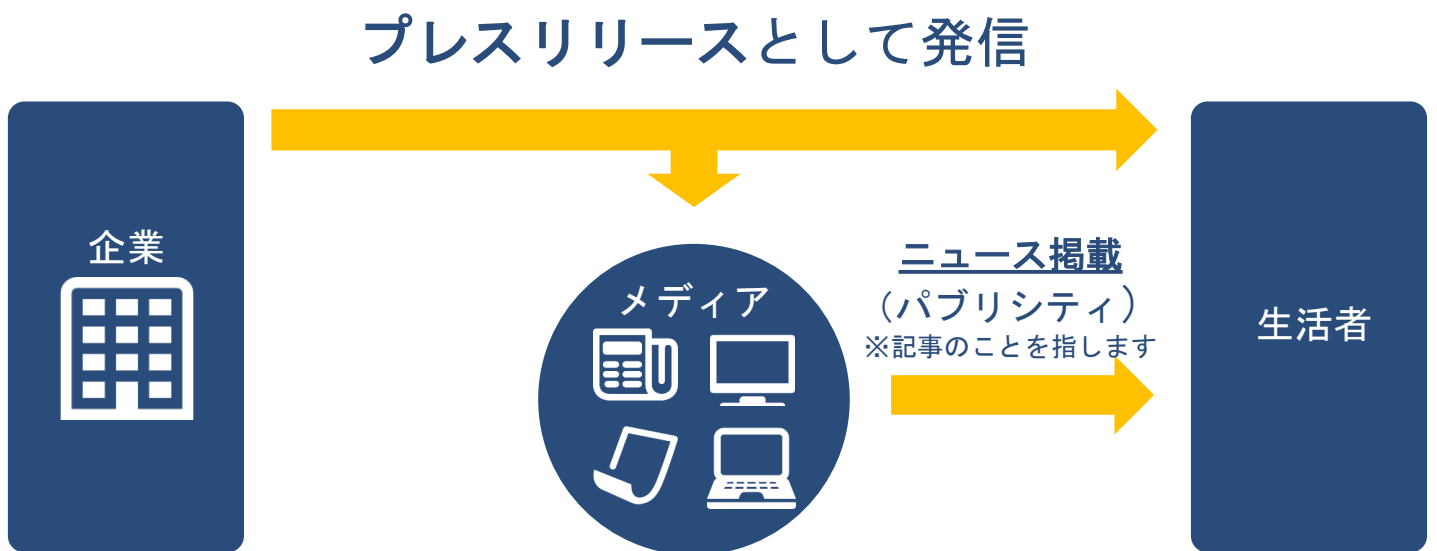 プレスリリースとして発信
企業
メディア
ニュース掲載
（パブリシティ）
※記事のことを指します
生活者